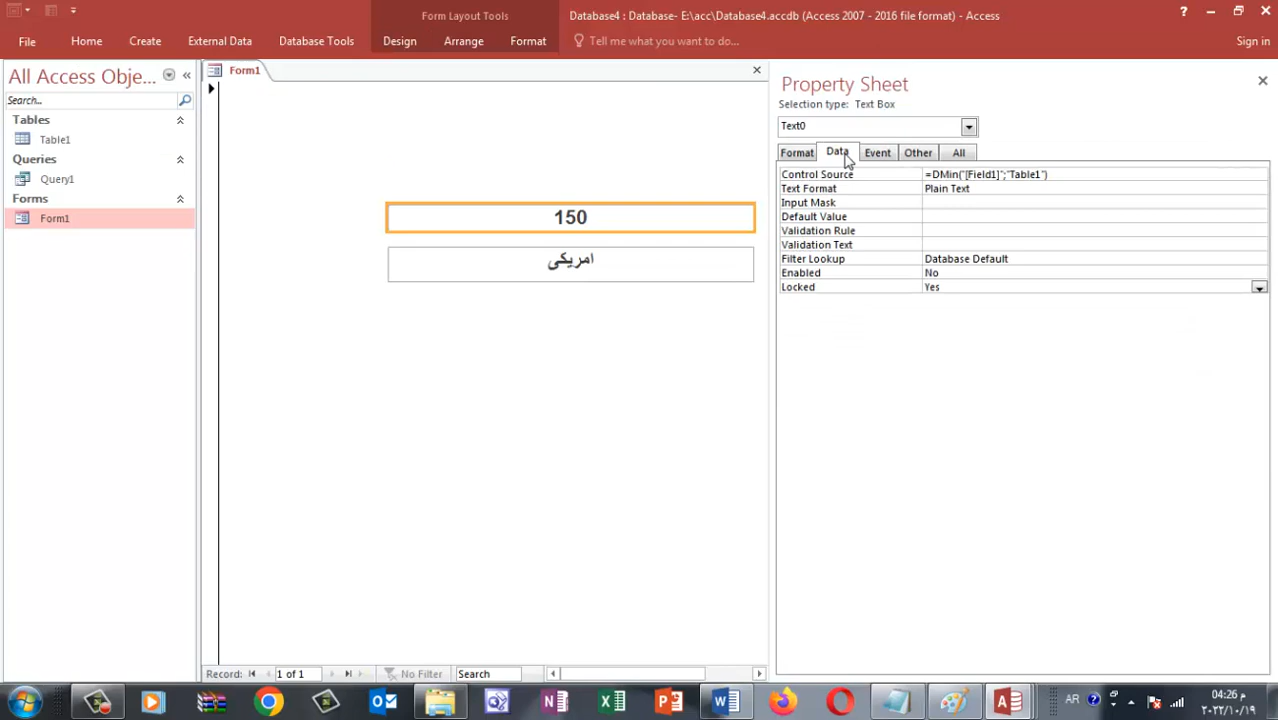 Form Layout Tools
Database4 : Database- E:\acc\Database4.accdb (Access 2007 - 2016 file format) - Access
?
File Home Create External Data Database Tools Design Arrange Format Tell me what you want to do... Sign in
All Access Obje... «
Search...
Tables
Table1
Queries
Query1
Forms
Form1
Form1
150
امريكى
Record: 1 of 1 No Filter Search
Property Sheet
Selection type: Text Box
Text0
Format Data Event Other All
Control Source =DMin("[Field1]";"Table1")
Text Format Plain Text
Input Mask
Default Value
Validation Rule
Validation Text
Filter Lookup Database Default
Enabled No
Locked Yes
AR
04:26 م
٢٠٢٢/١٠/١٩